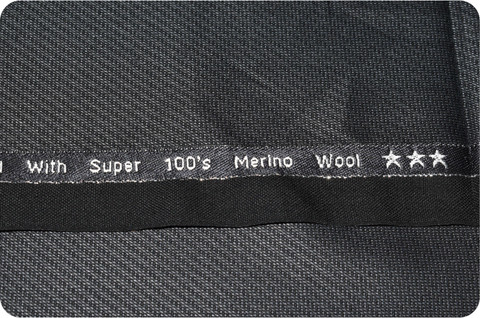 With Super 100's Merino Wool ★★★